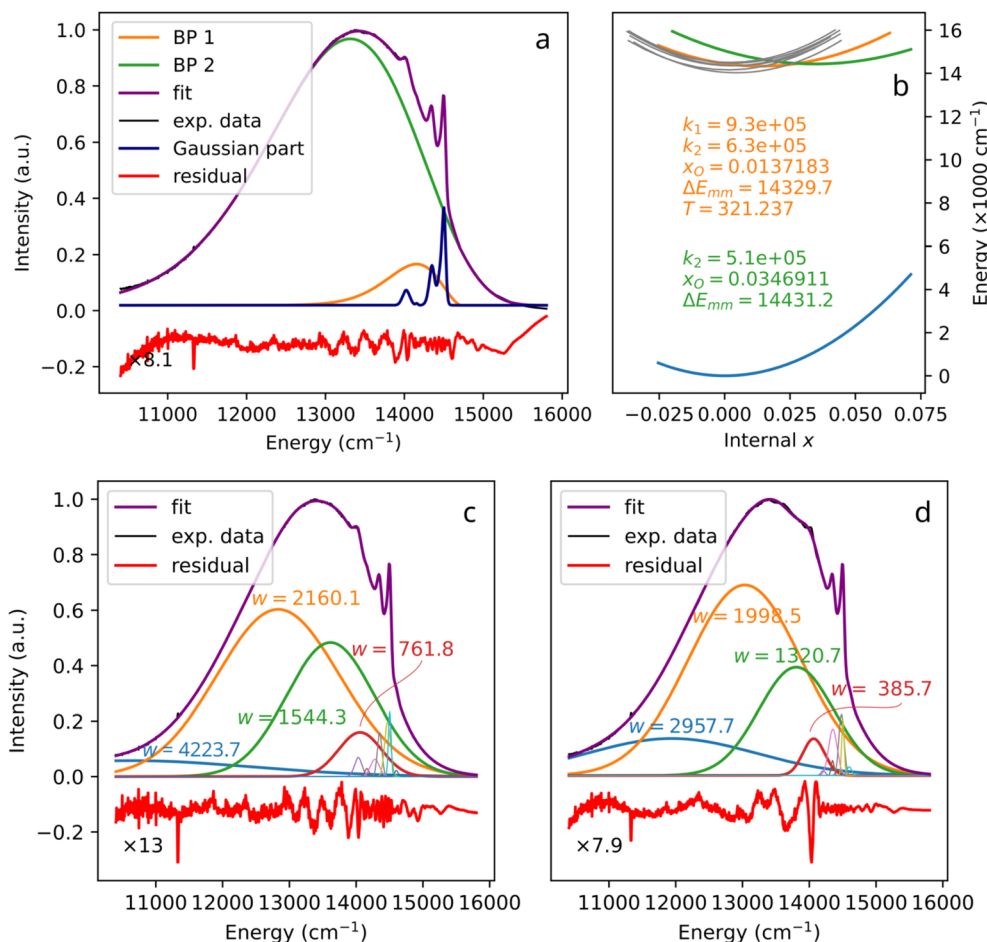 a
BP 1
BP 2
fit
exp. data
Gaussian part
residual
1.0
0.8
0.6
0.4
0.2
0.0
−0.2
×8.1
Intensity (a.u.)
11000 12000 13000 14000 15000 16000
Energy (cm⁻¹)
b
k₁ = 9.3e+05
k₂ = 6.3e+05
x_O = 0.0137183
ΔE_mm = 14329.7
T = 321.237
k₂ = 5.1e+05
x_O = 0.0346911
ΔE_mm = 14431.2
16
14
12
10
8
6
4
2
0
Energy (×1000 cm⁻¹)
−0.025 0.000 0.025 0.050 0.075
Internal x
c
fit
exp. data
residual
1.0
0.8
0.6
0.4
0.2
0.0
−0.2
w = 2160.1
w = 761.8
w = 1544.3
w = 4223.7
×13
Intensity (a.u.)
11000 12000 13000 14000 15000 16000
Energy (cm⁻¹)
d
fit
exp. data
residual
w = 1998.5
w = 1320.7
w = 385.7
w = 2957.7
×7.9
11000 12000 13000 14000 15000 16000
Energy (cm⁻¹)